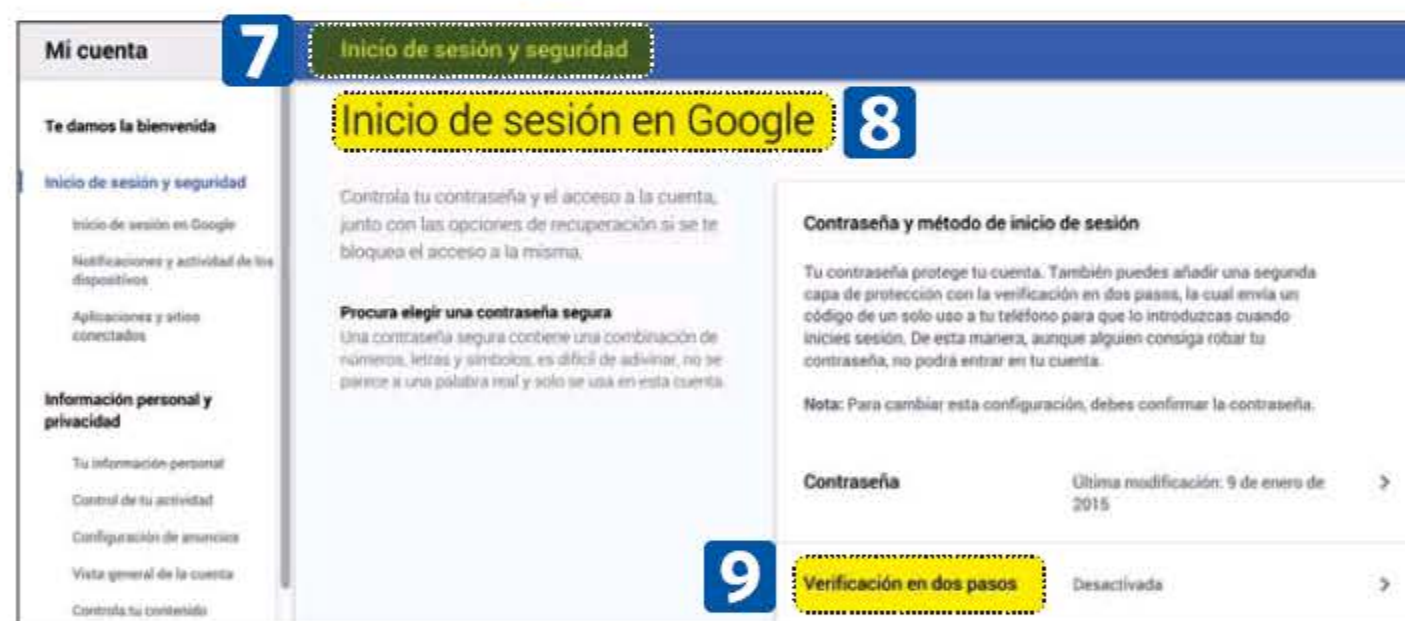 Mi cuenta
7
Inicio de sesión y seguridad
Te damos la bienvenida
Inicio de sesión y seguridad
Inicio de sesión en Google
Notificaciones y actividad de los
dispositivos
Aplicaciones y sitios
conectados
Información personal y
privacidad
Tu información personal
Control de tu actividad
Configuración de anuncios
Vista general de la cuenta
Controla tu contenido
Inicio de sesión en Google
8
Controla tu contraseña y el acceso a la cuenta,
junto con las opciones de recuperación si se te
bloquea el acceso a la misma.
Procura elegir una contraseña segura
Una contraseña segura contiene una combinación de
números, letras y símbolos, es difícil de adivinar, no se
parece a una palabra real y solo se usa en esta cuenta.
Contraseña y método de inicio de sesión
Tu contraseña protege tu cuenta. También puedes añadir una segunda
capa de protección con la verificación en dos pasos, la cual envía un
código de un solo uso a tu teléfono para que lo introduzcas cuando
inicies sesión. De esta manera, aunque alguien consiga robar tu
contraseña, no podrá entrar en tu cuenta.
Nota: Para cambiar esta configuración, debes confirmar la contraseña.
Contraseña
Última modificación: 9 de enero de
2015
>
9
Verificación en dos pasos
Desactivada
>